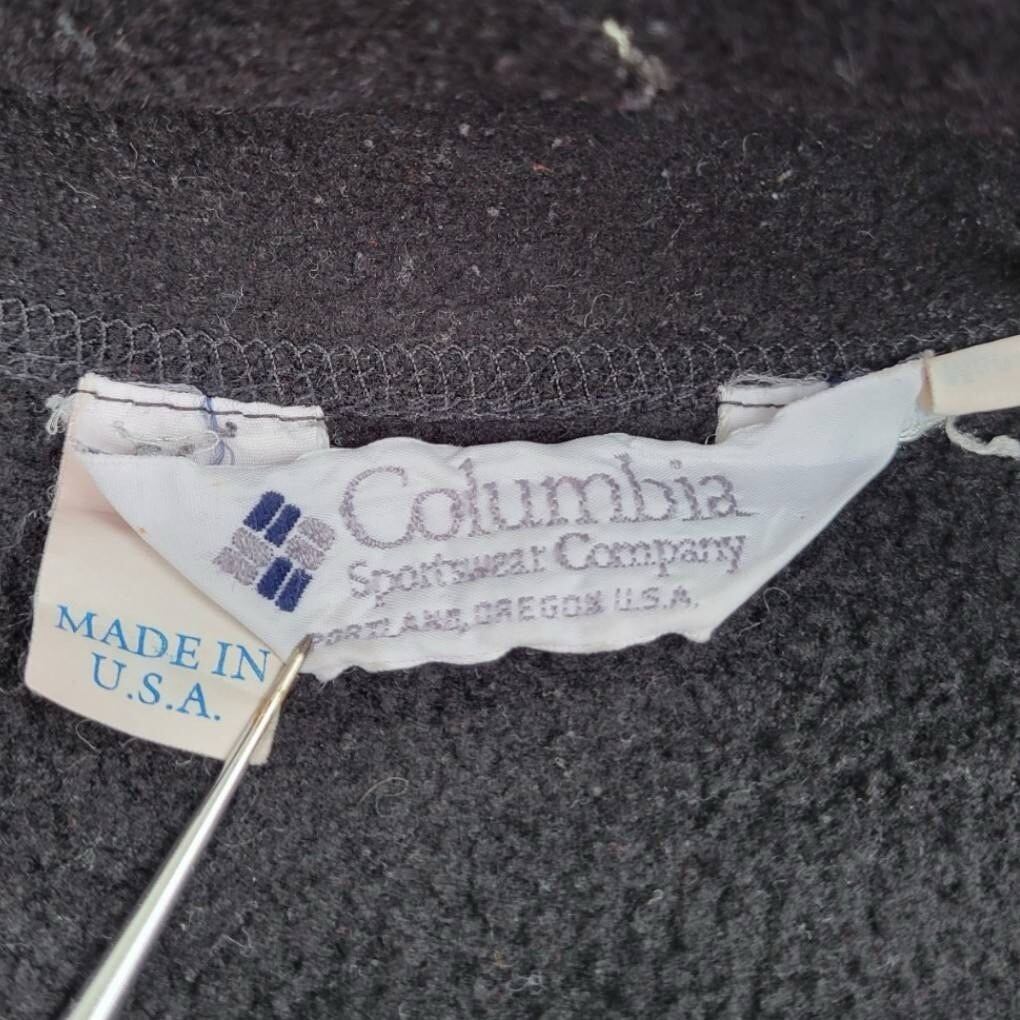 Columbia
Sportswear Company
PORTLAND, OREGON U.S.A.
MADE IN
U.S.A.